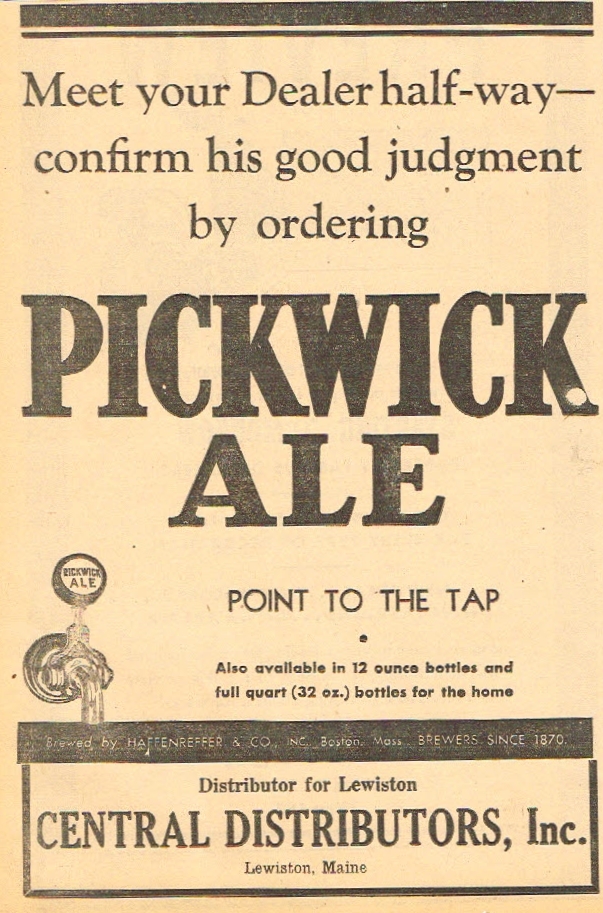 Meet your Dealer half-way—
confirm his good judgment
by ordering
PICKWICK
ALE
PICKWICK
ALE
POINT TO THE TAP
•
Also available in 12 ounce bottles and
full quart (32 oz.) bottles for the home
Brewed by HAFFENREFFER & CO., INC., Boston, Mass. BREWERS SINCE 1870.
Distributor for Lewiston
CENTRAL DISTRIBUTORS, Inc.
Lewiston, Maine